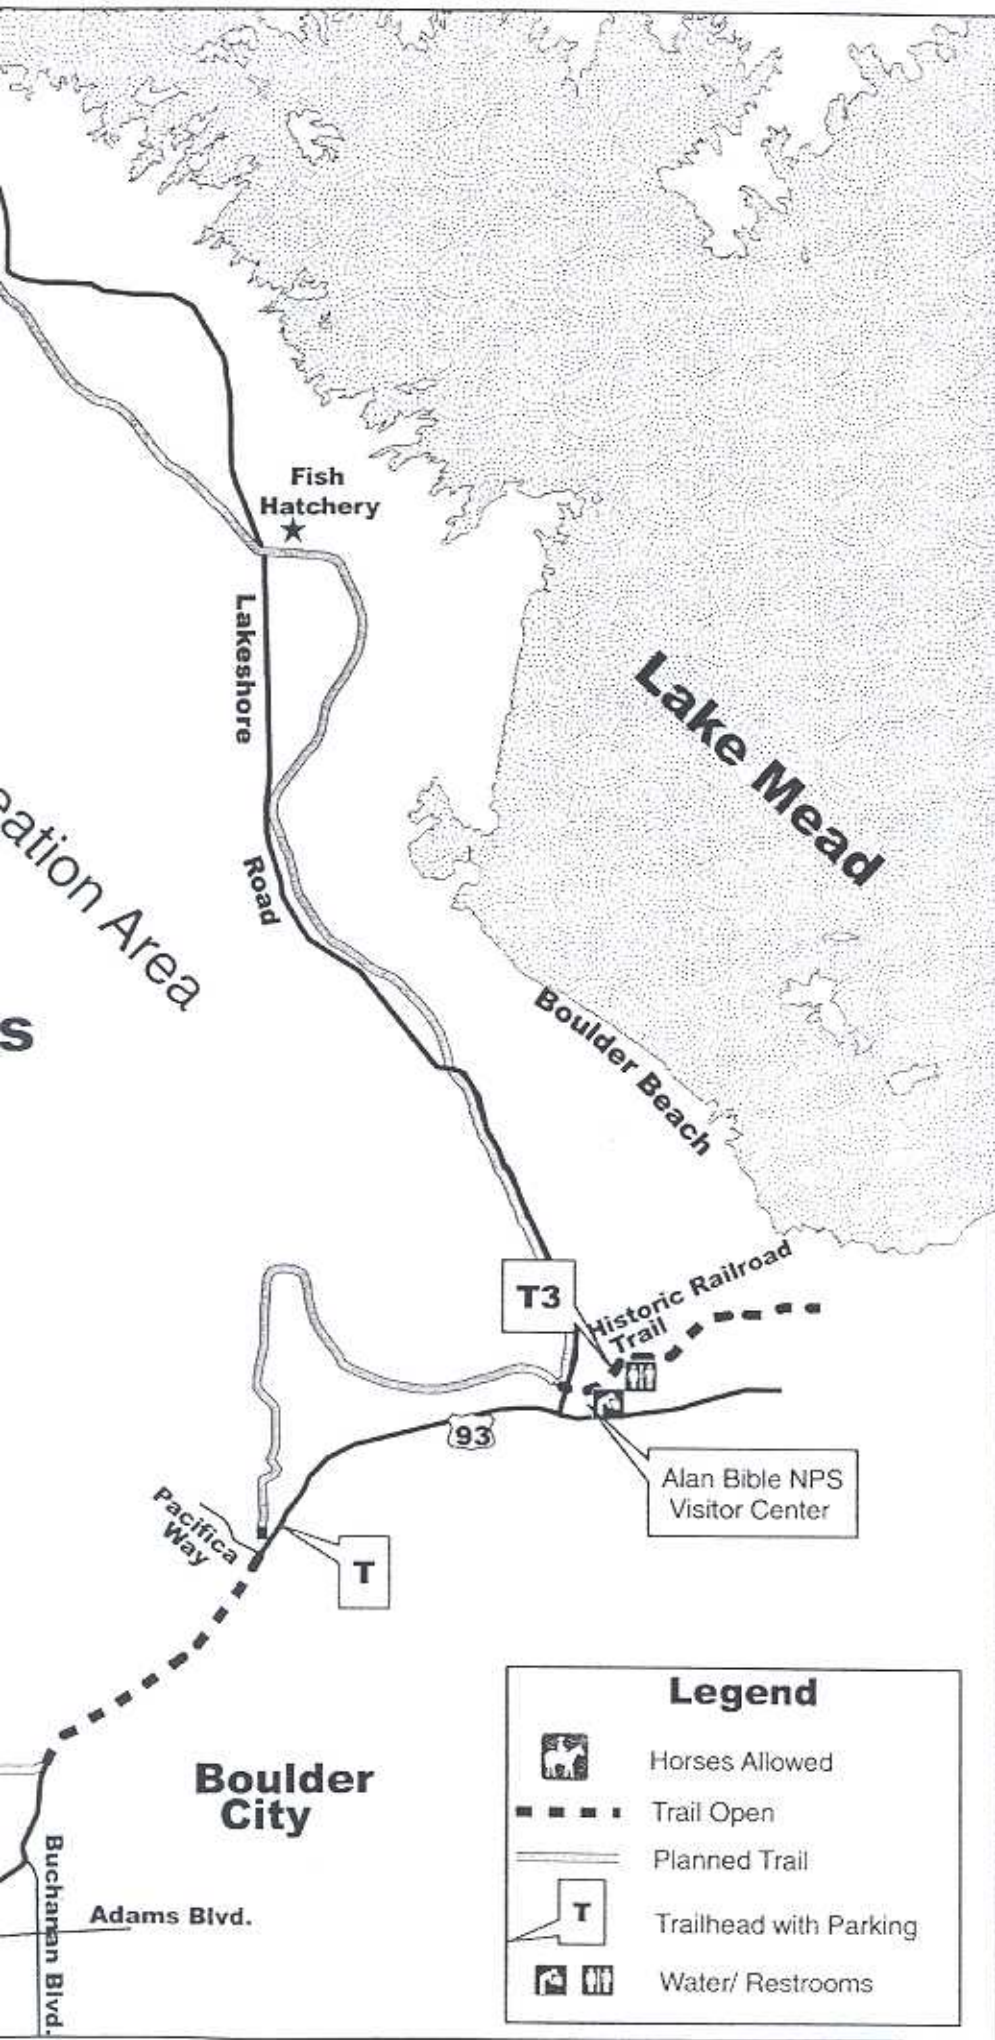 Fish
Hatchery
Lakeshore
Road
Lake Mead
eation Area
s
Boulder Beach
T3
Historic Railroad
Trail
93
Alan Bible NPS
Visitor Center
Pacifica
Way
T
Boulder
City
Buchanan Blvd.
Adams Blvd.
Legend
Horses Allowed
Trail Open
Planned Trail
T
Trailhead with Parking
Water/ Restrooms